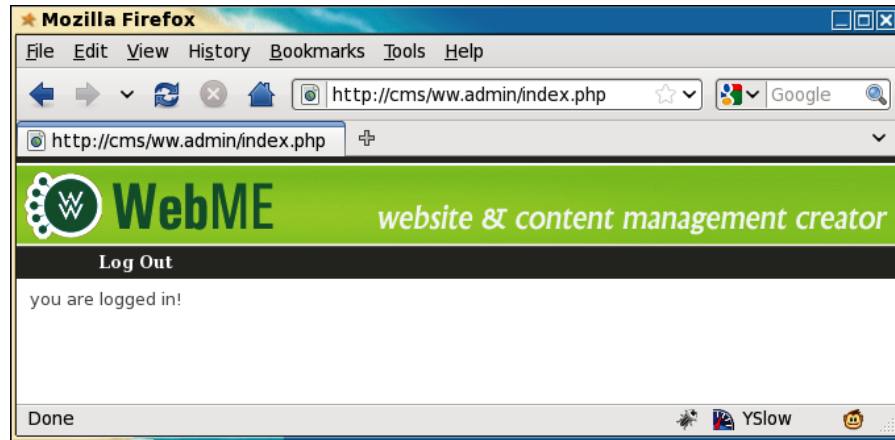 Mozilla Firefox
File Edit View History Bookmarks Tools Help
http://cms/ww.admin/index.php Google
http://cms/ww.admin/index.php
W WebME website & content management creator
Log Out
you are logged in!
Done YSlow